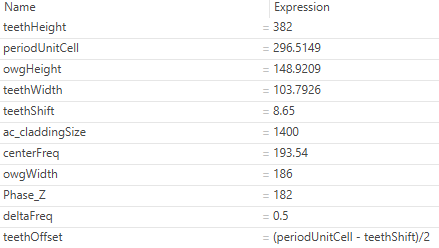 Name Expression
teethHeight = 382
periodUnitCell = 296.5149
owgHeight = 148.9209
teethWidth = 103.7926
teethShift = 8.65
ac_claddingSize = 1400
centerFreq = 193.54
owgWidth = 186
Phase_Z = 182
deltaFreq = 0.5
teethOffset = (periodUnitCell - teethShift)/2